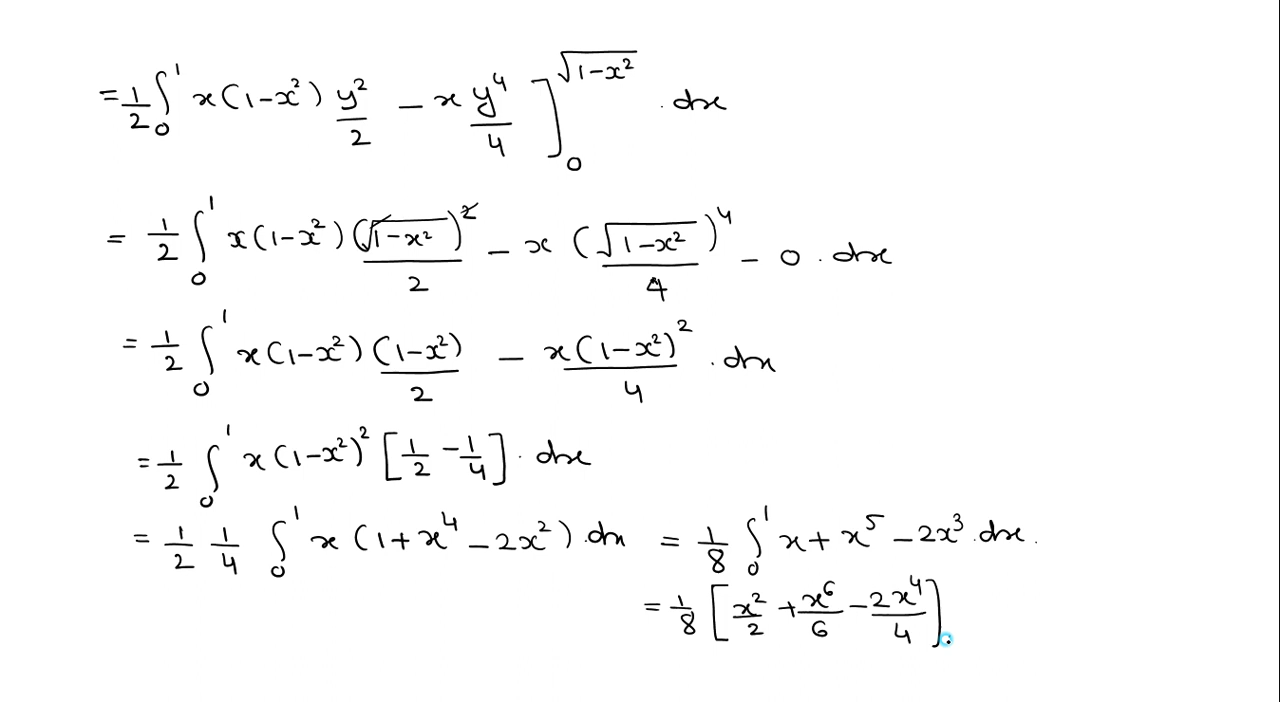 = 1/2 ∫₀¹ x(1-x²) y²/2 - x y⁴/4 ]₀^√(1-x²) . dx
= 1/2 ∫₀¹ x(1-x²) (√(1-x²))²/2 - x (√(1-x²))⁴/4 - 0 . dx
= 1/2 ∫₀¹ x(1-x²) (1-x²)/2 - x(1-x²)²/4 . dx
= 1/2 ∫₀¹ x(1-x²)² [1/2 - 1/4] . dx
= 1/2 1/4 ∫₀¹ x (1+x⁴-2x²) . dx = 1/8 ∫₀¹ x + x⁵ - 2x³ . dx .
= 1/8 [ x²/2 + x⁶/6 - 2x⁴/4 ]